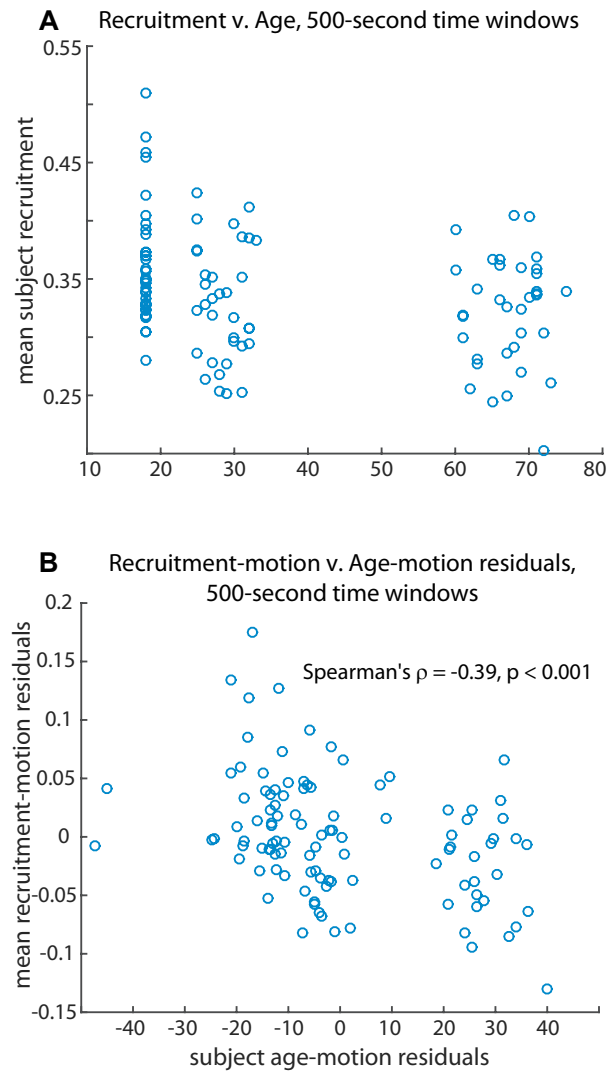 A Recruitment v. Age, 500-second time windows
0.55
0.45
0.35
0.25
mean subject recruitment
10 20 30 40 50 60 70 80
B Recruitment-motion v. Age-motion residuals,
500-second time windows
0.2
0.15
0.1
0.05
0
-0.05
-0.1
-0.15
Spearman's ρ = -0.39, p < 0.001
mean recruitment-motion residuals
-40 -30 -20 -10 0 10 20 30 40
subject age-motion residuals